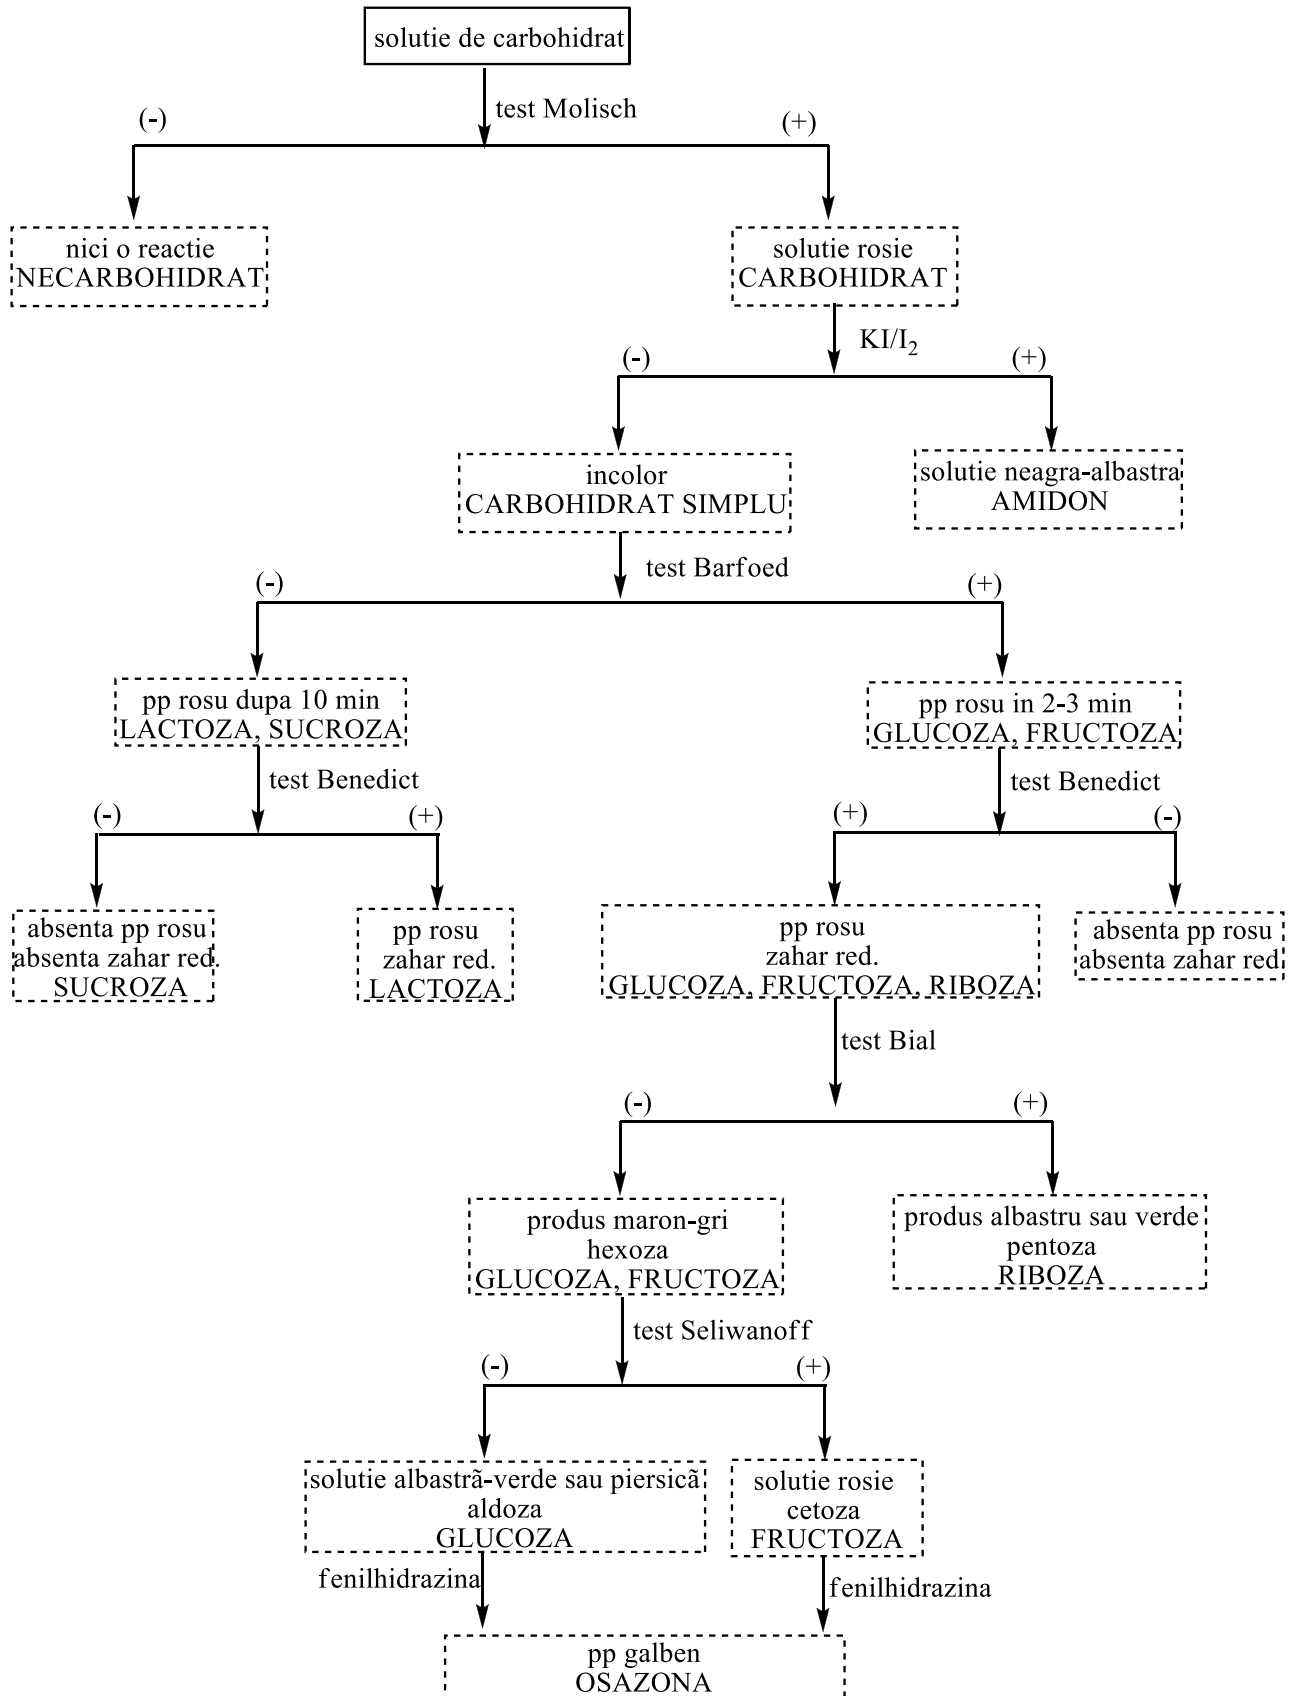 solutie de carbohidrat
test Molisch
(-)
(+)
nici o reactie
NECARBOHIDRAT
solutie rosie
CARBOHIDRAT
KI/I₂
(-)
(+)
incolor
CARBOHIDRAT SIMPLU
solutie neagra-albastra
AMIDON
test Barfoed
(-)
(+)
pp rosu dupa 10 min
LACTOZA, SUCROZA
pp rosu in 2-3 min
GLUCOZA, FRUCTOZA
test Benedict
test Benedict
(-)
(+)
(+)
(-)
absenta pp rosu
absenta zahar red.
SUCROZA
pp rosu
zahar red.
LACTOZA
pp rosu
zahar red.
GLUCOZA, FRUCTOZA, RIBOZA
absenta pp rosu
absenta zahar red.
test Bial
(-)
(+)
produs maron-gri
hexoza
GLUCOZA, FRUCTOZA
produs albastru sau verde
pentoza
RIBOZA
test Seliwanoff
(-)
(+)
solutie albastrã-verde sau piersicã
aldoza
GLUCOZA
solutie rosie
cetoza
FRUCTOZA
fenilhidrazina
fenilhidrazina
pp galben
OSAZONA